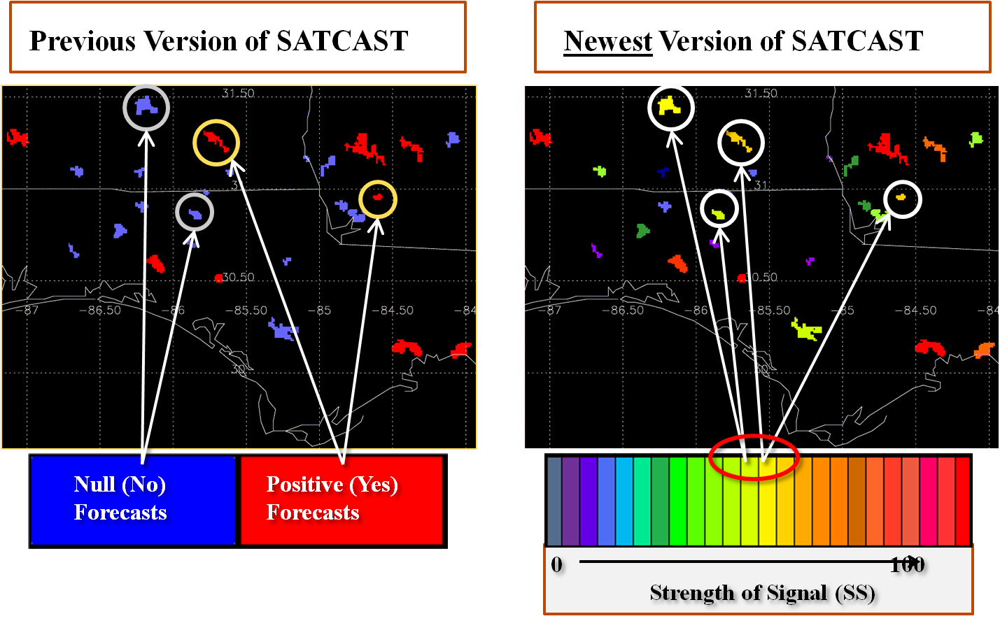 Previous Version of SATCAST
Newest Version of SATCAST
31.50
31
30.50
-87 -86.50 -86 -85.50 -85 -84.50 -84
30
31.50
31
30.50
-87 -86.50 -86 -85.50 -85 -84.50 -84
30
Null (No)
Forecasts
Positive (Yes)
Forecasts
0 100
Strength of Signal (SS)